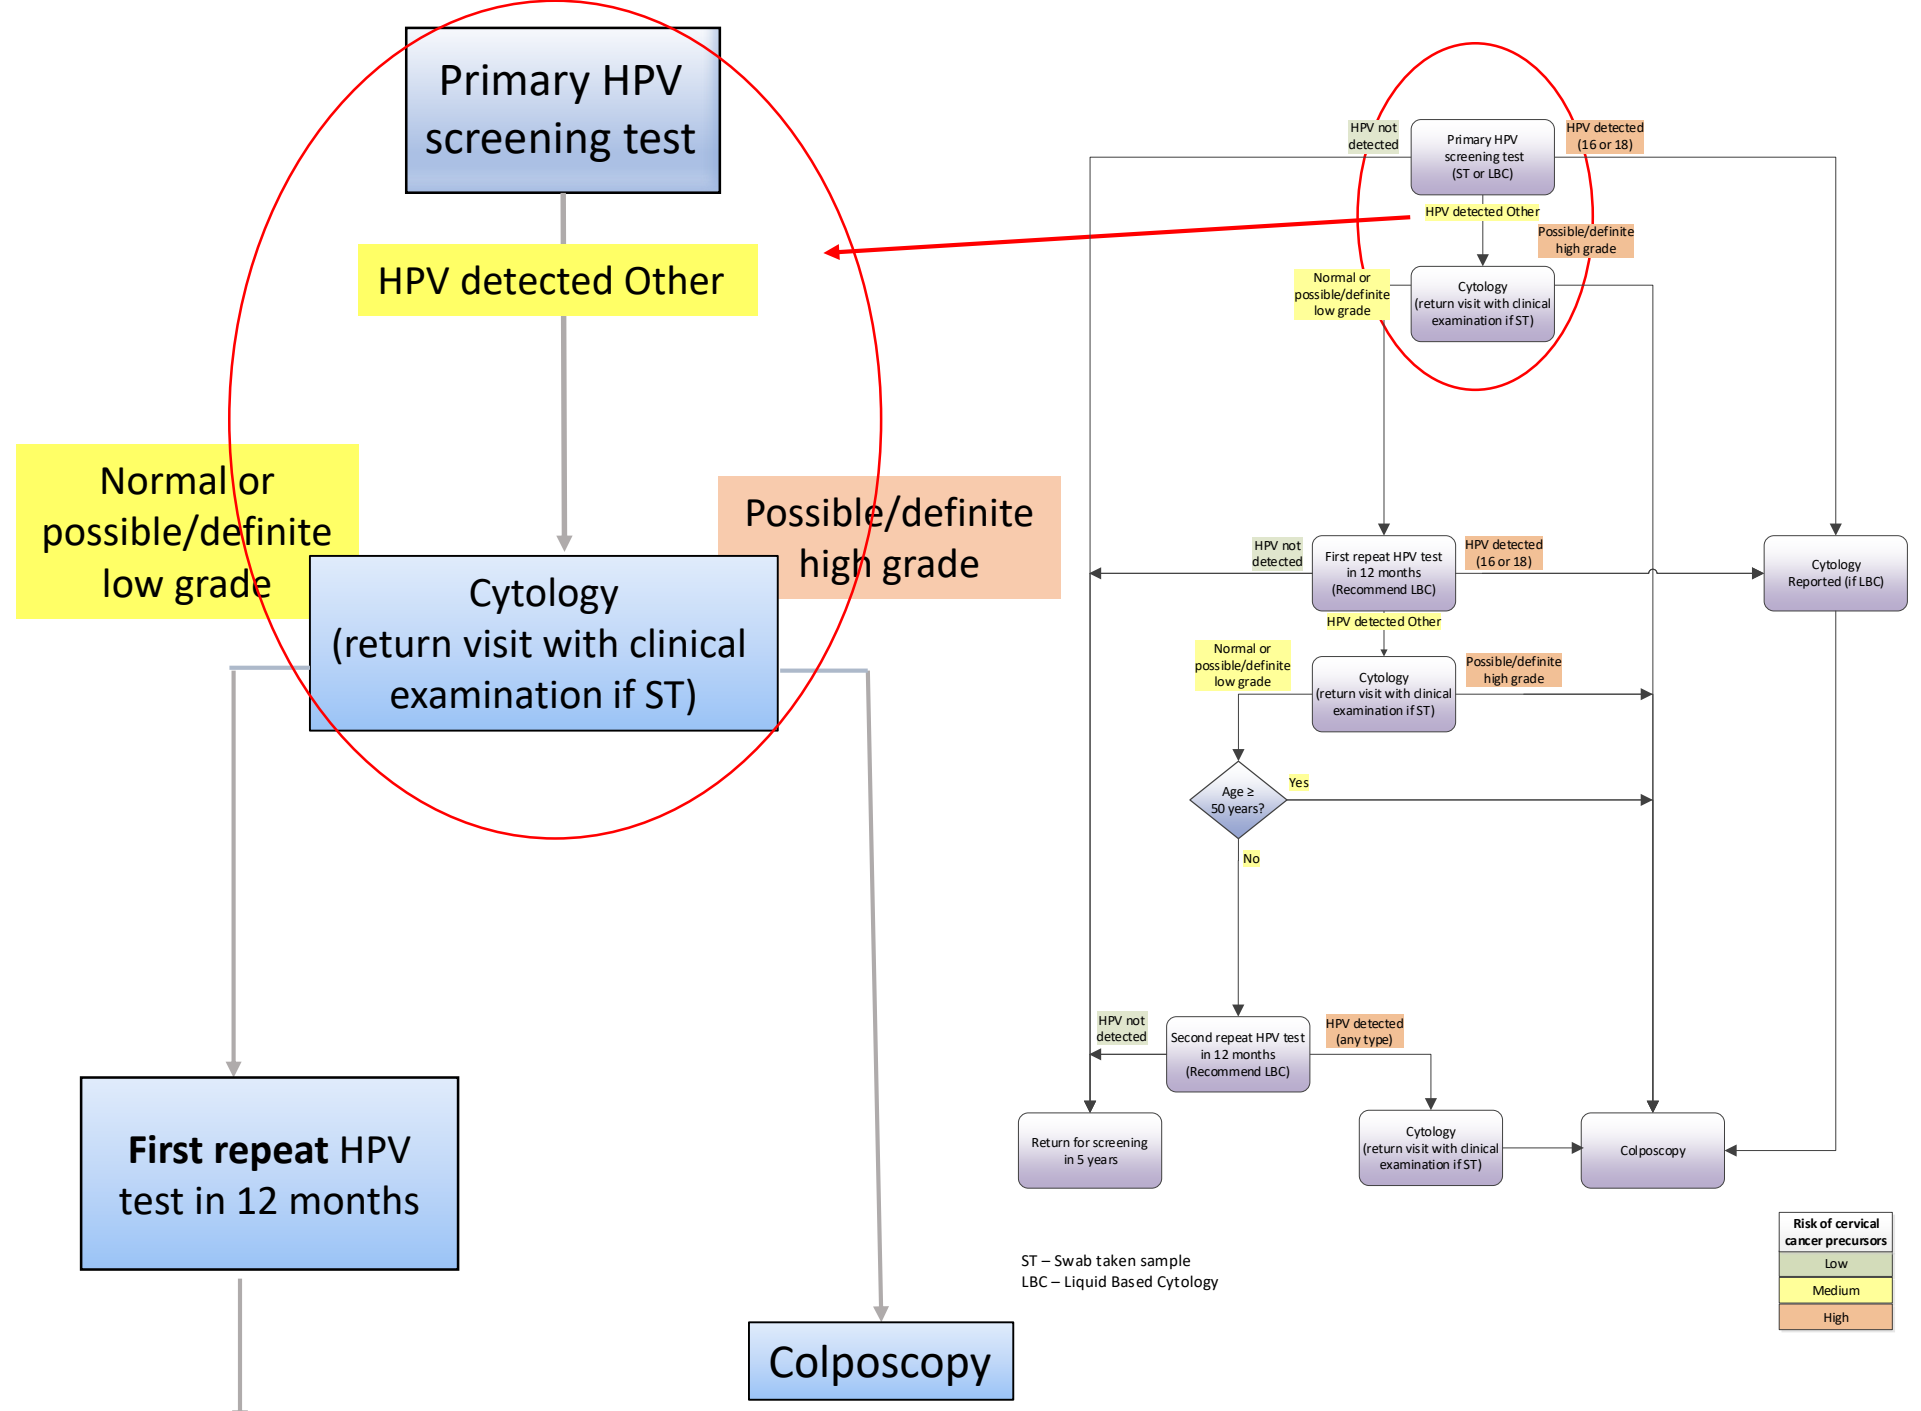 Primary HPV
screening test
HPV detected Other
Normal or
possible/definite
low grade
Possible/definite
high grade
Cytology
(return visit with clinical
examination if ST)
First repeat HPV
test in 12 months
Colposcopy
HPV not
detected
Primary HPV
screening test
(ST or LBC)
HPV detected
(16 or 18)
HPV detected Other
Possible/definite
high grade
Normal or
possible/definite
low grade
Cytology
(return visit with clinical
examination if ST)
HPV not
detected
First repeat HPV test
in 12 months
(Recommend LBC)
HPV detected
(16 or 18)
Cytology
Reported (if LBC)
HPV detected Other
Normal or
possible/definite
low grade
Cytology
(return visit with clinical
examination if ST)
Possible/definite
high grade
Age ≥
50 years?
Yes
No
HPV not
detected
Second repeat HPV test
in 12 months
(Recommend LBC)
HPV detected
(any type)
Return for screening
in 5 years
Cytology
(return visit with clinical
examination if ST)
Colposcopy
ST – Swab taken sample
LBC – Liquid Based Cytology
Risk of cervical
cancer precursors
Low
Medium
High